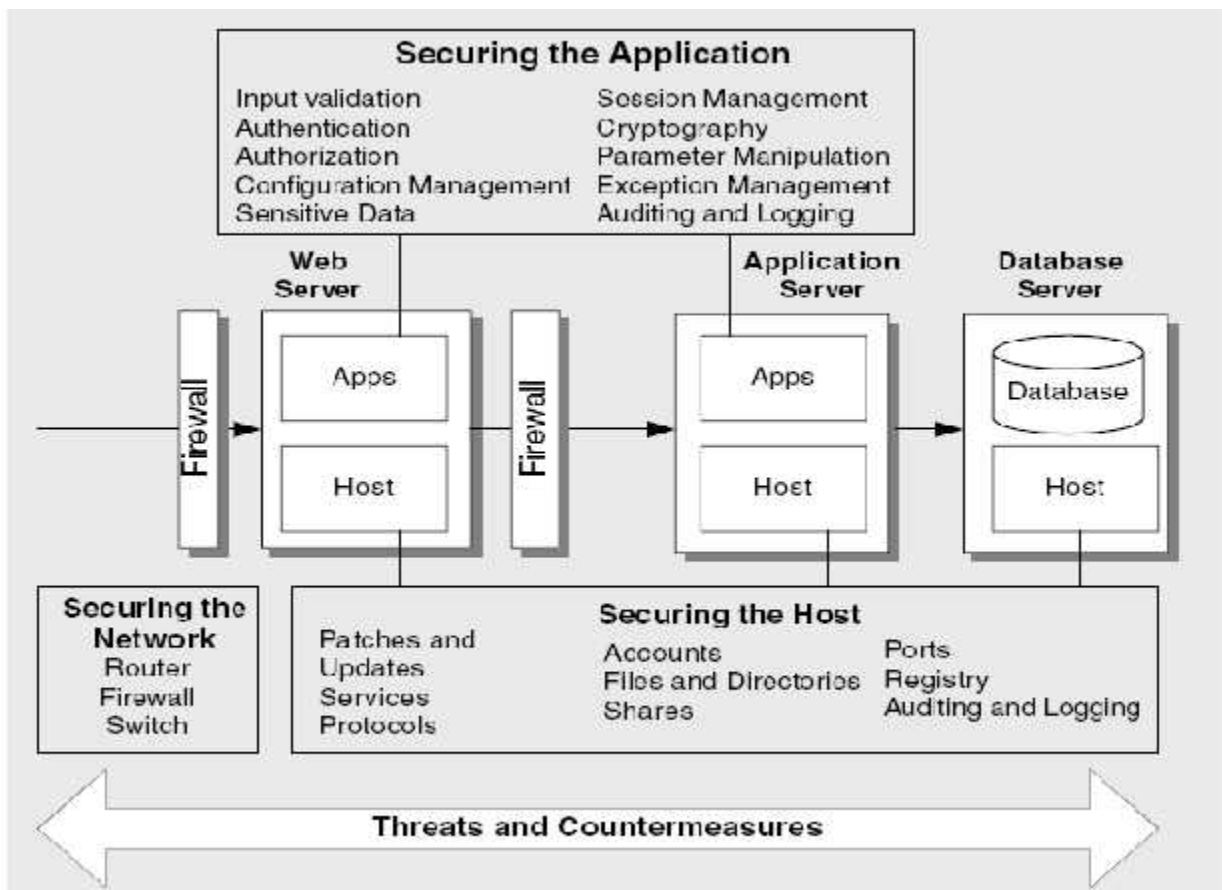 Securing the Application
Input validation
Authentication
Authorization
Configuration Management
Sensitive Data
Session Management
Cryptography
Parameter Manipulation
Exception Management
Auditing and Logging
Web
Server
Application
Server
Database
Server
Firewall
Apps
Host
Firewall
Apps
Host
Database
Host
Securing the
Network
Router
Firewall
Switch
Securing the Host
Patches and
Updates
Services
Protocols
Accounts
Files and Directories
Shares
Ports
Registry
Auditing and Logging
Threats and Countermeasures